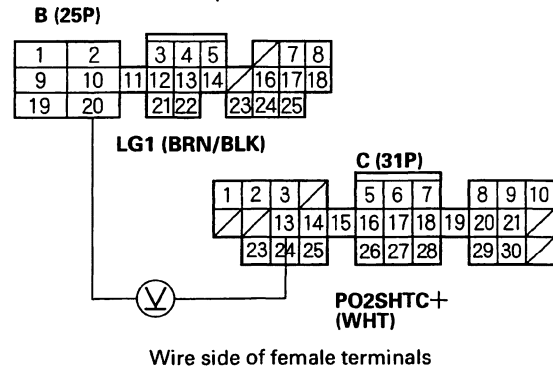 B (25P)
1 2 3 4 5 7 8
9 10 11 12 13 14 16 17 18
19 20 21 22 23 24 25
LG1 (BRN/BLK)
C (31P)
1 2 3 5 6 7 8 9 10
13 14 15 16 17 18 19 20 21
23 24 25 26 27 28 29 30
V
PO2SHTC+
(WHT)
Wire side of female terminals